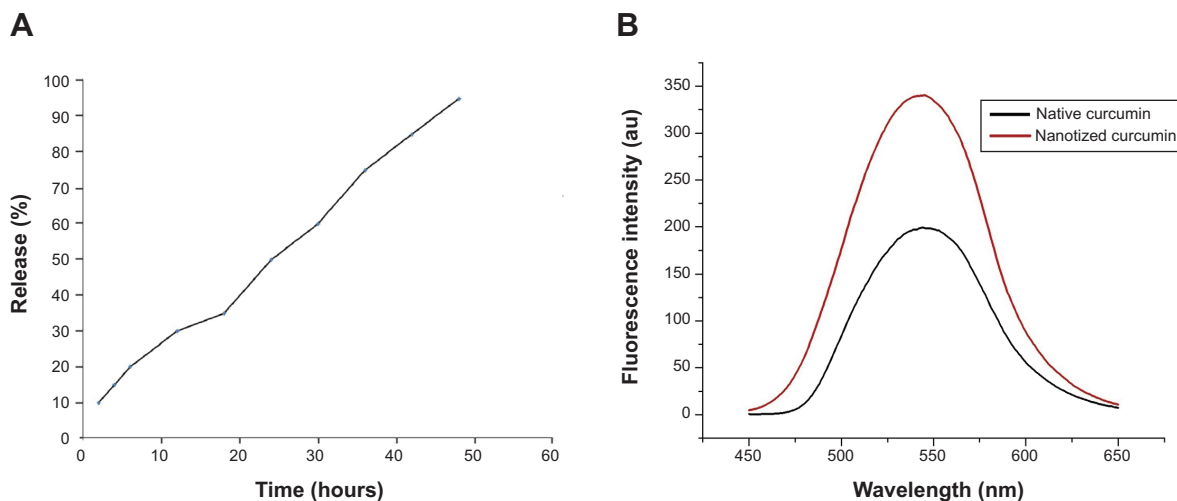 A
100
90
80
70
60
50
40
30
20
10
0
0 10 20 30 40 50 60
Release (%)
Time (hours)
B
350
300
250
200
150
100
50
0
450 500 550 600 650
Fluorescence intensity (au)
Wavelength (nm)
Native curcumin
Nanotized curcumin